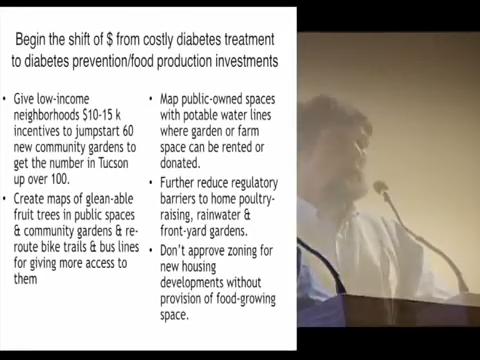 Begin the shift of $ from costly diabetes treatment
to diabetes prevention/food production investments
• Give low-income
neighborhoods $10-15 k
incentives to jumpstart 60
new community gardens to
get the number in Tucson
up over 100.
• Create maps of glean-able
fruit trees in public spaces
& community gardens & re-
route bike trails & bus lines
for giving more access to
them
• Map public-owned spaces
with potable water lines
where garden or farm
space can be rented or
donated.
• Further reduce regulatory
barriers to home poultry-
raising, rainwater &
front-yard gardens.
• Don't approve zoning for
new housing
developments without
provision of food-growing
space.